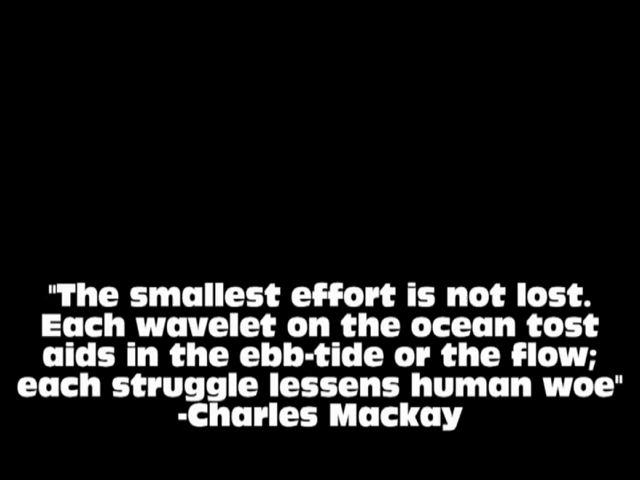 "The smallest effort is not lost.
Each wavelet on the ocean tost
aids in the ebb-tide or the flow;
each struggle lessens human woe"
-Charles Mackay